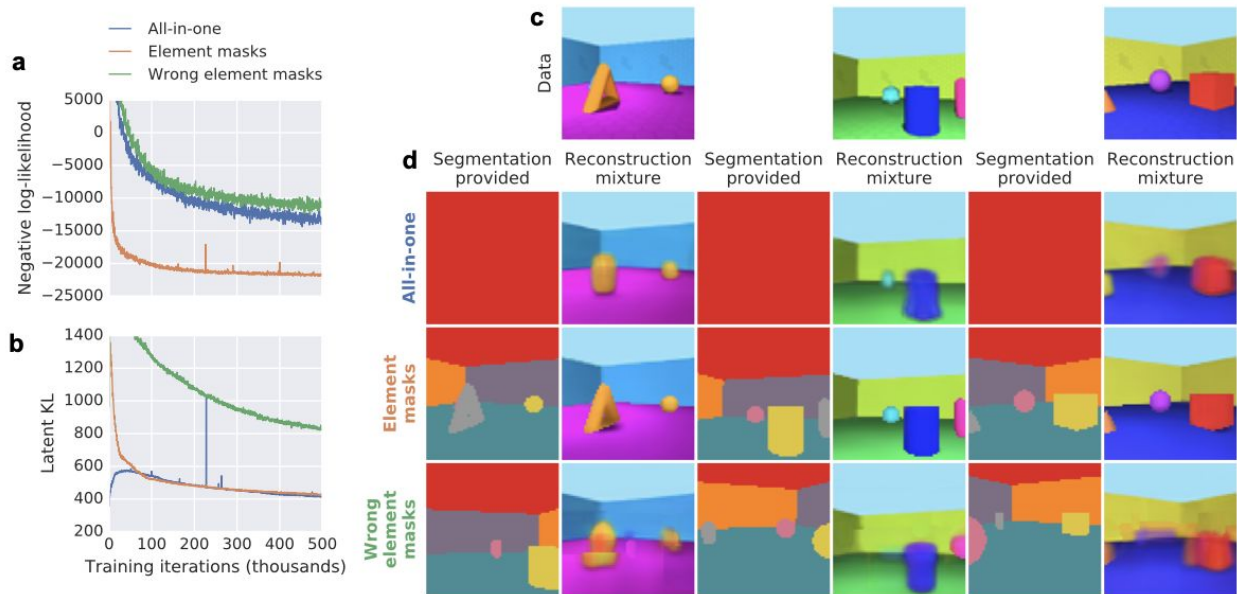 All-in-one
Element masks
Wrong element masks
a
5000
0
−5000
−10000
−15000
−20000
−25000
Negative log-likelihood
b
1400
1200
1000
800
600
400
200
Latent KL
0 100 200 300 400 500
Training iterations (thousands)
c
Data
d
Segmentation provided
Reconstruction mixture
Segmentation provided
Reconstruction mixture
Segmentation provided
Reconstruction mixture
All-in-one
Element masks
Wrong element masks